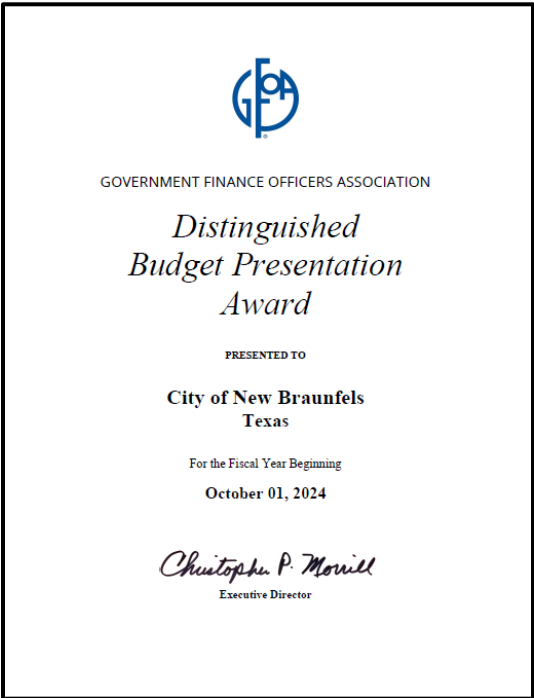 GFOA
GOVERNMENT FINANCE OFFICERS ASSOCIATION
Distinguished
Budget Presentation
Award
PRESENTED TO
City of New Braunfels
Texas
For the Fiscal Year Beginning
October 01, 2024
Christopher P. Morrill
Executive Director